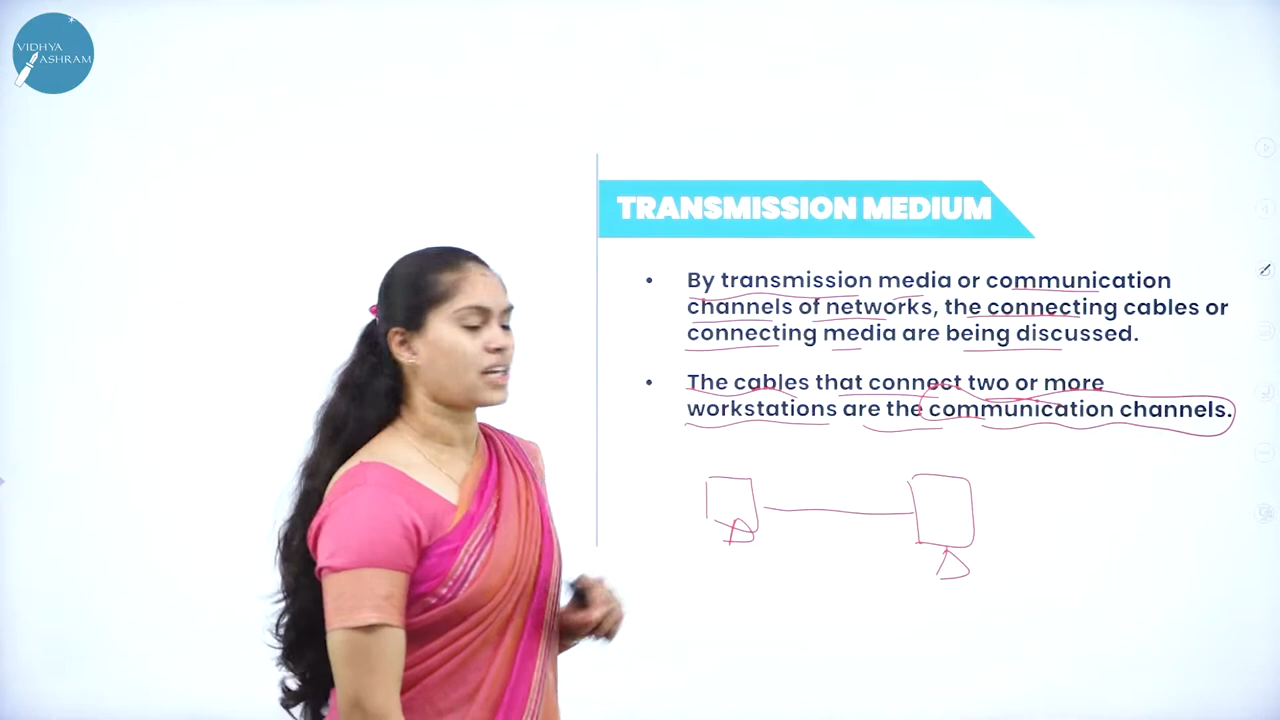 VIDHYA
ASHRAM
TRANSMISSION MEDIUM
• By transmission media or communication
channels of networks, the connecting cables or
connecting media are being discussed.
• The cables that connect two or more
workstations are the communication channels.